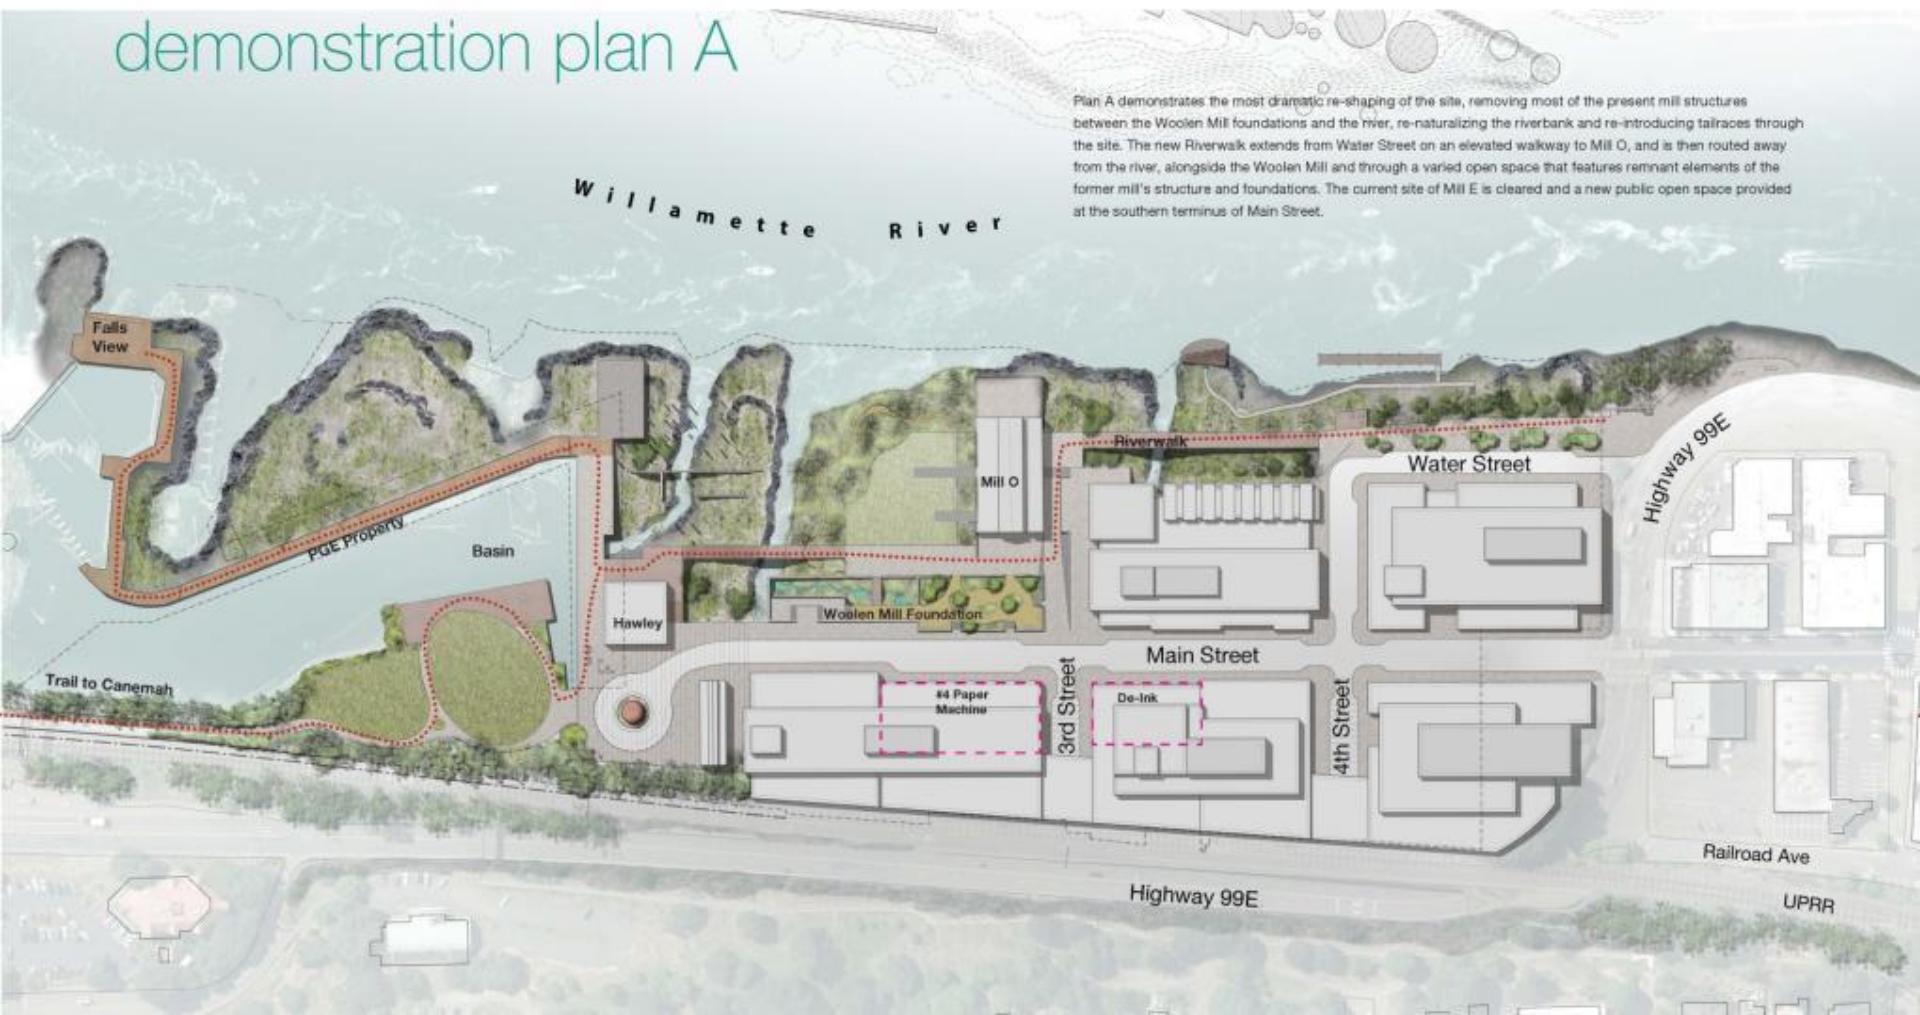 demonstration plan A
Plan A demonstrates the most dramatic re-shaping of the site, removing most of the present mill structures
between the Woolen Mill foundations and the river, re-naturalizing the riverbank and re-introducing tailraces through
the site. The new Riverwalk extends from Water Street on an elevated walkway to Mill O, and is then routed away
from the river, alongside the Woolen Mill and through a varied open space that features remnant elements of the
former mill's structure and foundations. The current site of Mill E is cleared and a new public open space provided
at the southern terminus of Main Street.
Willamette River
Falls
View
Riverwalk
Water Street
Highway 99E
Mill O
PGE Property
Basin
Woolen Mill Foundation
Hawley
Main Street
Trail to Canemah
#4 Paper
Machine
3rd Street
De-Ink
4th Street
Railroad Ave
Highway 99E
UPRR